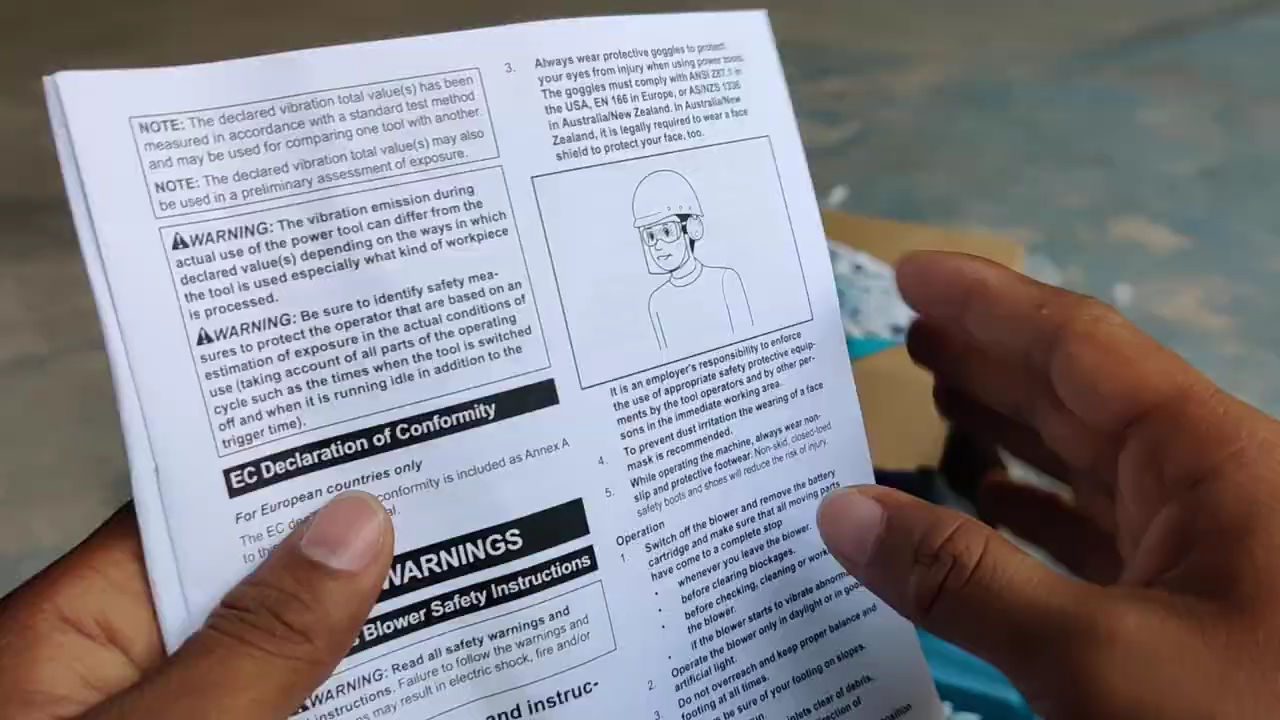 NOTE: The declared vibration total value(s) has been
measured in accordance with a standard test method
and may be used for comparing one tool with another.
NOTE: The declared vibration total value(s) may also
be used in a preliminary assessment of exposure.
WARNING: The vibration emission during
actual use of the power tool can differ from the
declared value(s) depending on the ways in which
the tool is used especially what kind of workpiece
is processed.
WARNING: Be sure to identify safety mea-
sures to protect the operator that are based on an
estimation of exposure in the actual conditions of
use (taking account of all parts of the operating
cycle such as the times when the tool is switched
off and when it is running idle in addition to the
trigger time).
EC Declaration of Conformity
For European countries only
The EC conformity is included as Annex A
to
WARNINGS
Blower Safety Instructions
WARNING: Read all safety warnings and
instructions. Failure to follow the warnings and
may result in electric shock, fire and/or
and instruc-
3. Always wear protective goggles to protect
your eyes from injury when using power tools.
The goggles must comply with ANSI Z87.1 in
the USA, EN 166 in Europe, or AS/NZS 1336
in Australia/New Zealand. In Australia/New
Zealand, it is legally required to wear a face
shield to protect your face, too.
It is an employer's responsibility to enforce
the use of appropriate safety protective equip-
ments by the tool operators and by other per-
sons in the immediate working area.
4. To prevent dust irritation the wearing of a face
mask is recommended.
5. While operating the machine, always wear non-
slip and protective footwear. Non-skid, closed-toed
safety boots and shoes will reduce the risk of injury.
Operation
1. Switch off the blower and remove the battery
cartridge and make sure that all moving parts
have come to a complete stop
• whenever you leave the blower.
• before clearing blockages.
• before checking, cleaning or
the blower.
• if the blower starts to vibrate
2. Operate the blower only in daylight or in
artificial light.
3. Do not overreach and keep proper balance and
footing at all times.
be sure of your footing on slopes.
clear of debris.